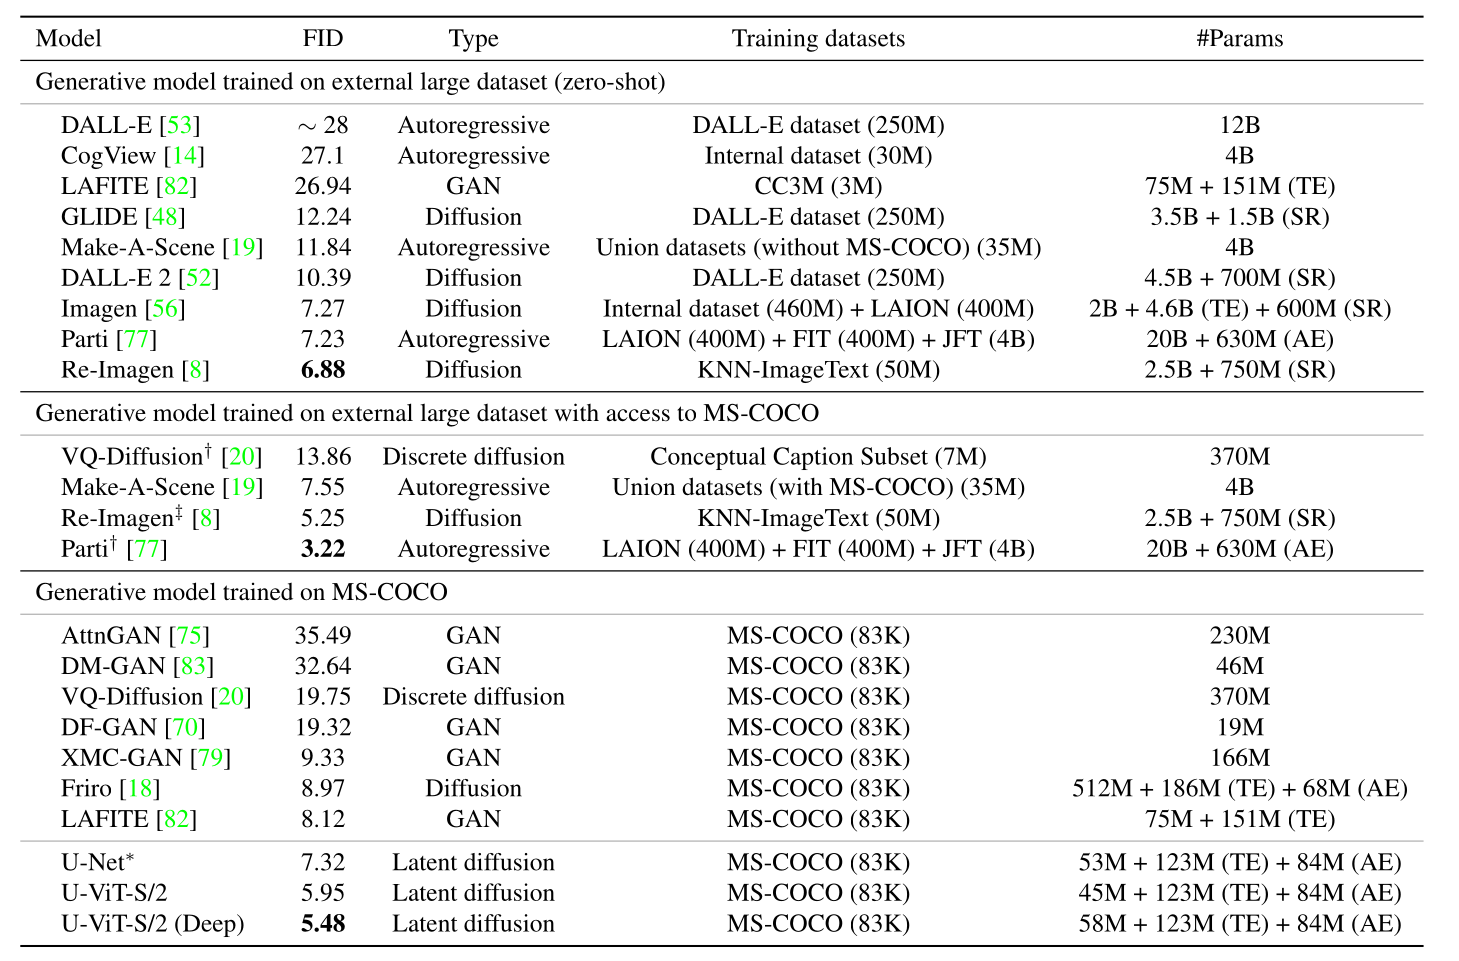 Model FID Type Training datasets #Params
Generative model trained on external large dataset (zero-shot)
DALL-E [53] ∼ 28 Autoregressive DALL-E dataset (250M) 12B
CogView [14] 27.1 Autoregressive Internal dataset (30M) 4B
LAFITE [82] 26.94 GAN CC3M (3M) 75M + 151M (TE)
GLIDE [48] 12.24 Diffusion DALL-E dataset (250M) 3.5B + 1.5B (SR)
Make-A-Scene [19] 11.84 Autoregressive Union datasets (without MS-COCO) (35M) 4B
DALL-E 2 [52] 10.39 Diffusion DALL-E dataset (250M) 4.5B + 700M (SR)
Imagen [56] 7.27 Diffusion Internal dataset (460M) + LAION (400M) 2B + 4.6B (TE) + 600M (SR)
Parti [77] 7.23 Autoregressive LAION (400M) + FIT (400M) + JFT (4B) 20B + 630M (AE)
Re-Imagen [8] 6.88 Diffusion KNN-ImageText (50M) 2.5B + 750M (SR)
Generative model trained on external large dataset with access to MS-COCO
VQ-Diffusion† [20] 13.86 Discrete diffusion Conceptual Caption Subset (7M) 370M
Make-A-Scene [19] 7.55 Autoregressive Union datasets (with MS-COCO) (35M) 4B
Re-Imagen‡ [8] 5.25 Diffusion KNN-ImageText (50M) 2.5B + 750M (SR)
Parti† [77] 3.22 Autoregressive LAION (400M) + FIT (400M) + JFT (4B) 20B + 630M (AE)
Generative model trained on MS-COCO
AttnGAN [75] 35.49 GAN MS-COCO (83K) 230M
DM-GAN [83] 32.64 GAN MS-COCO (83K) 46M
VQ-Diffusion [20] 19.75 Discrete diffusion MS-COCO (83K) 370M
DF-GAN [70] 19.32 GAN MS-COCO (83K) 19M
XMC-GAN [79] 9.33 GAN MS-COCO (83K) 166M
Friro [18] 8.97 Diffusion MS-COCO (83K) 512M + 186M (TE) + 68M (AE)
LAFITE [82] 8.12 GAN MS-COCO (83K) 75M + 151M (TE)
U-Net* 7.32 Latent diffusion MS-COCO (83K) 53M + 123M (TE) + 84M (AE)
U-ViT-S/2 5.95 Latent diffusion MS-COCO (83K) 45M + 123M (TE) + 84M (AE)
U-ViT-S/2 (Deep) 5.48 Latent diffusion MS-COCO (83K) 58M + 123M (TE) + 84M (AE)